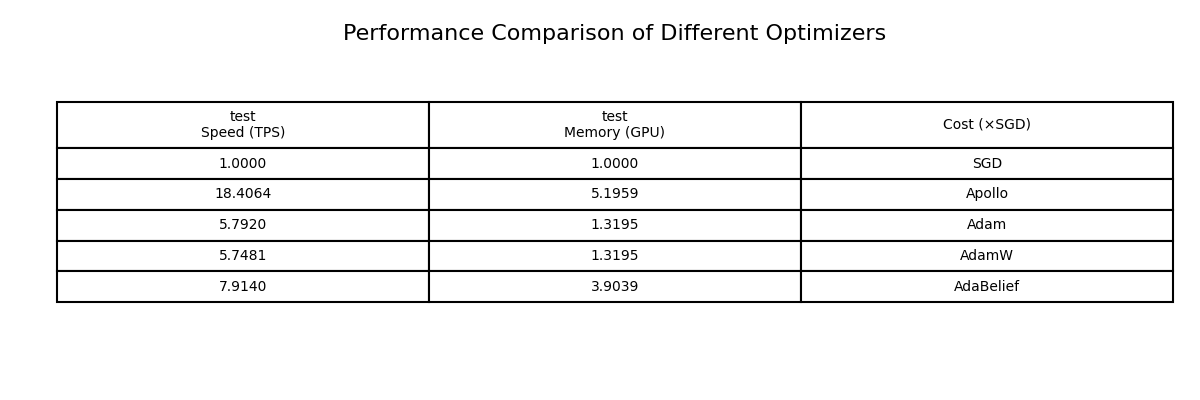 Performance Comparison of Different Optimizers
test
Speed (TPS)
test
Memory (GPU)
Cost (×SGD)
1.0000 1.0000 SGD
18.4064 5.1959 Apollo
5.7920 1.3195 Adam
5.7481 1.3195 AdamW
7.9140 3.9039 AdaBelief